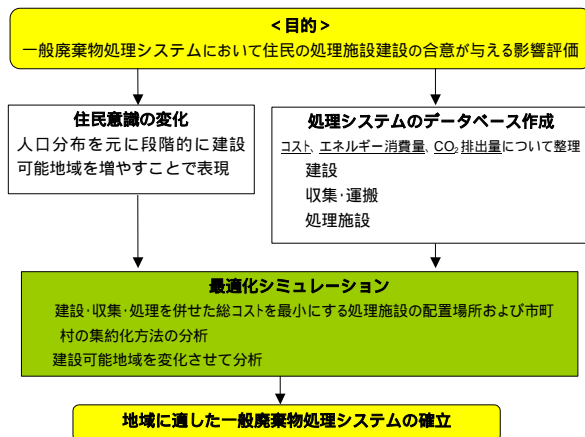 ＜目的＞
一般廃棄物処理システムにおいて住民の処理施設建設の合意が与える影響評価
住民意識の変化
人口分布を元に段階的に建設
可能地域を増やすことで表現
処理システムのデータベース作成
コスト、エネルギー消費量、CO₂排出量について整理
建設
収集・運搬
処理施設
最適化シミュレーション
建設・収集・処理を併せた総コストを最小にする処理施設の配置場所および市町
村の集約化方法の分析
建設可能地域を変化させて分析
地域に適した一般廃棄物処理システムの確立